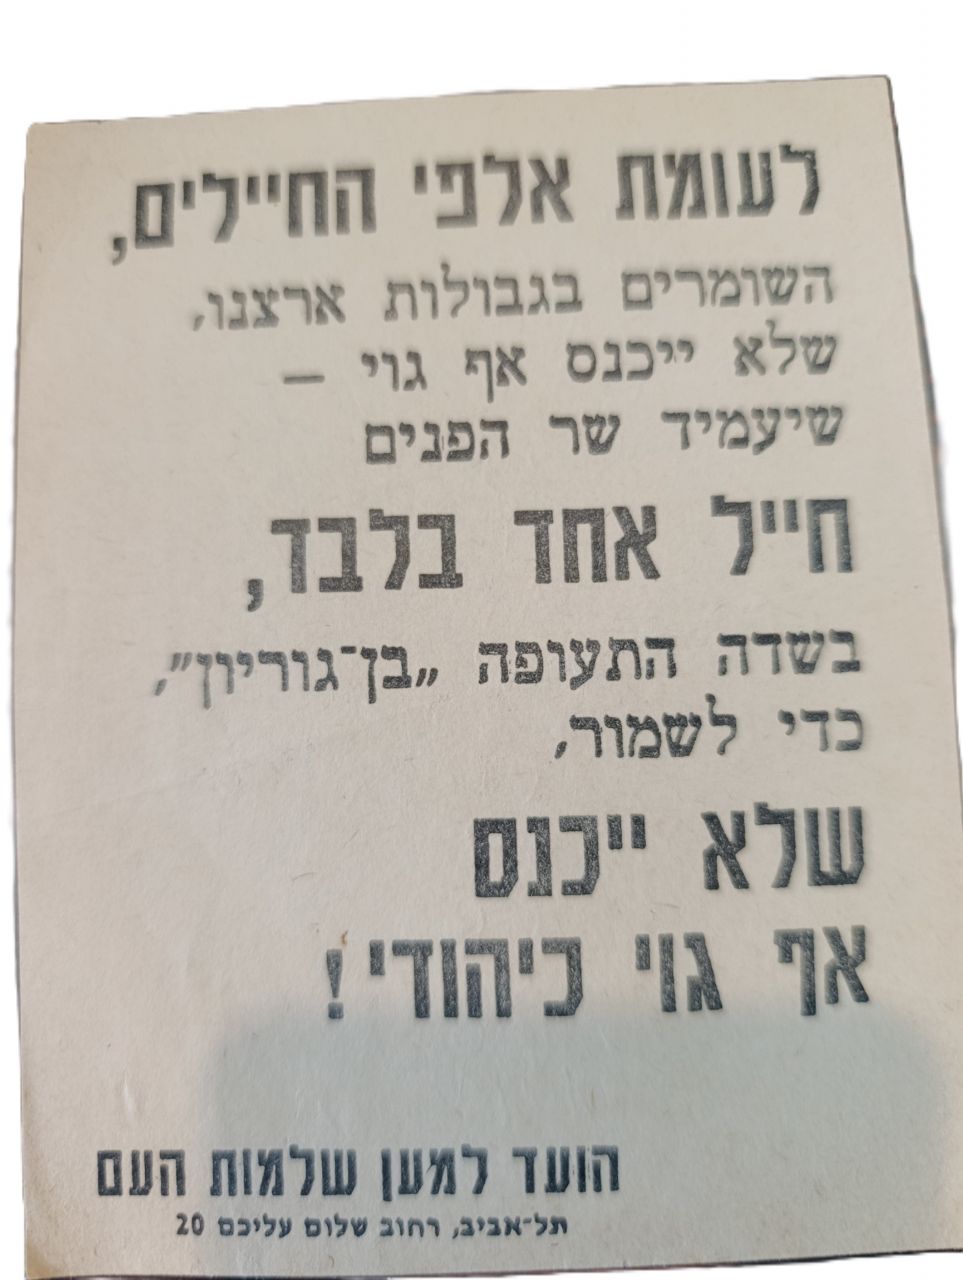 לעומת אלפי החיילים,
השומרים בגבולות ארצנו,
שלא ייכנס אף גוי –
שיעמיד שר הפנים
חייל אחד בלבד,
בשדה התעופה „בן־גוריון”,
כדי לשמור,
שלא ייכנס
אף גוי כיהודי!
הועד למען שלמות העם
תל־אביב, רחוב שלום עליכם 20